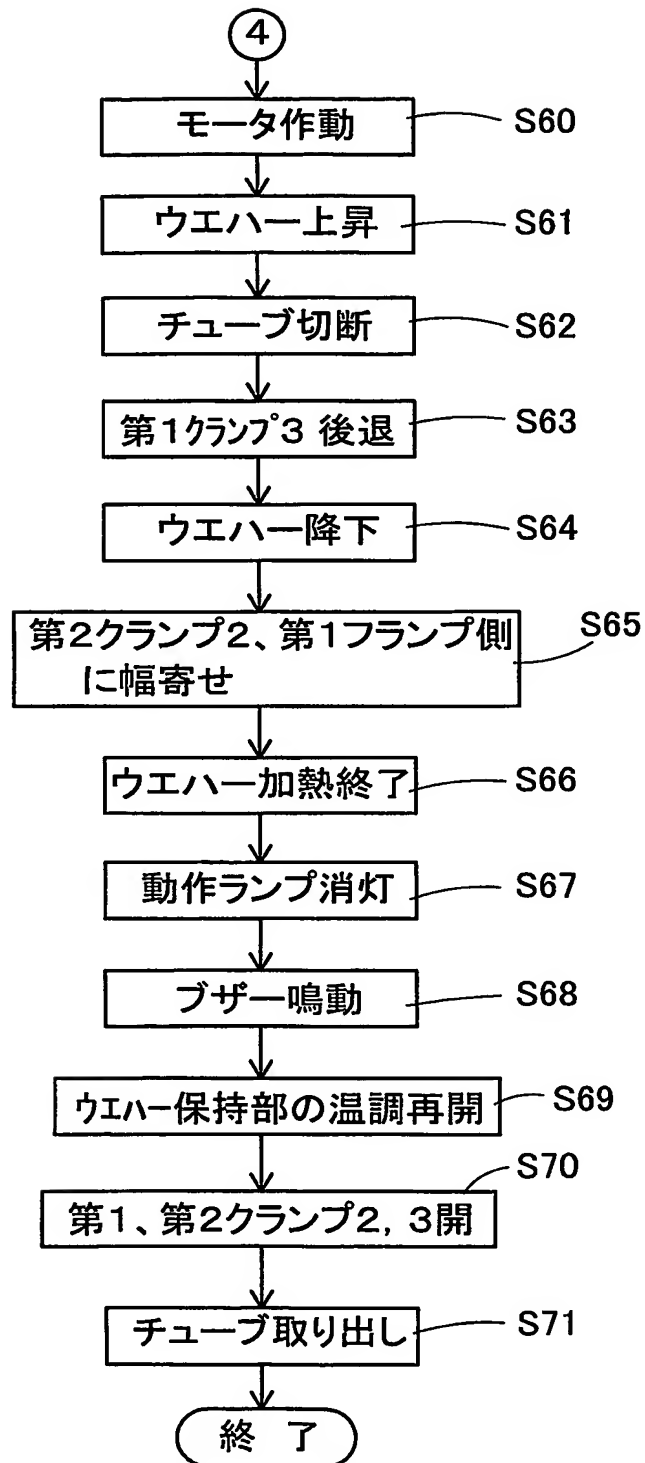 4
モータ作動
S60
ウエハー上昇
S61
チューブ切断
S62
第1クランプ3 後退
S63
ウエハー降下
S64
第2クランプ2、第1フランプ側
に幅寄せ
S65
ウエハー加熱終了
S66
動作ランプ消灯
S67
ブザー鳴動
S68
ウエハー保持部の温調再開
S69
第1、第2クランプ2, 3開
S70
チューブ取り出し
S71
終 了